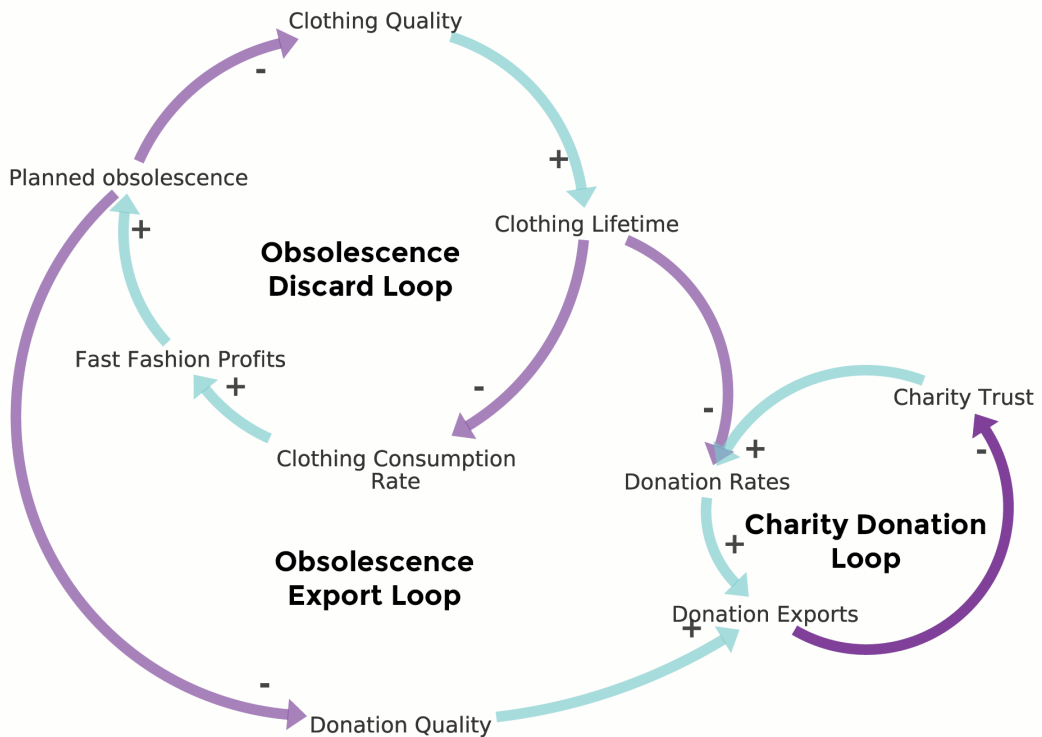 Clothing Quality
-
+
Planned obsolescence
Clothing Lifetime
+
Obsolescence
Discard Loop
Fast Fashion Profits
+
-
Charity Trust
-
+
-
Clothing Consumption
Rate
Donation Rates
Charity Donation
Loop
+
Obsolescence
Export Loop
Donation Exports
+
-
Donation Quality